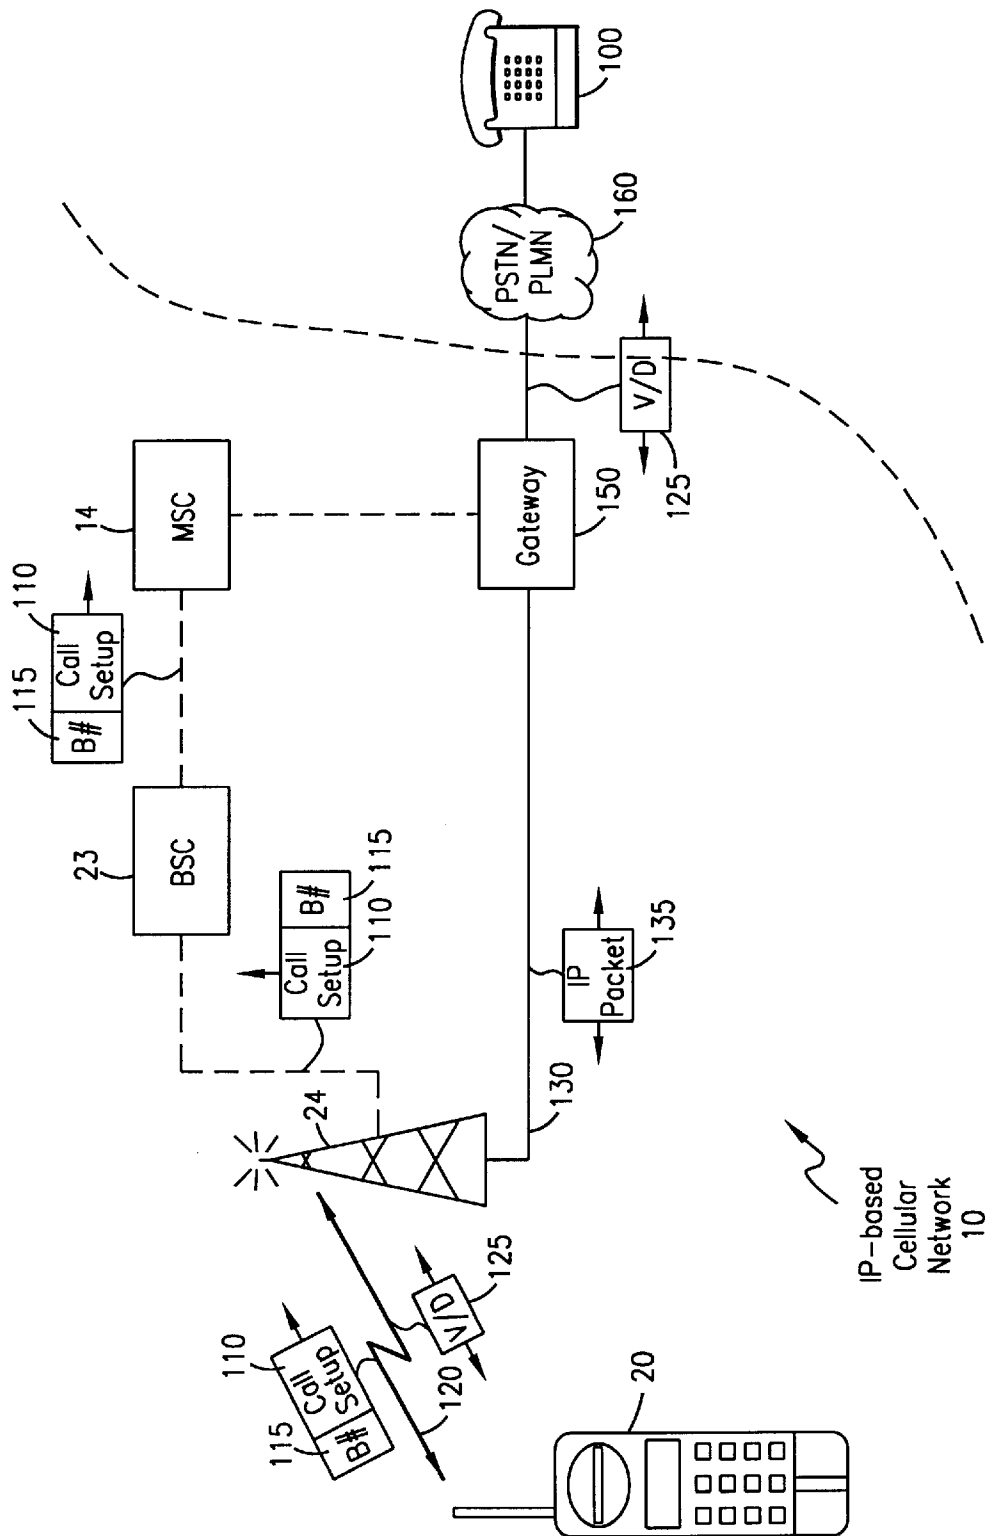 115
110
B#
Call
Setup
23
BSC
14
MSC
110
115
B#
Call
Setup
120
V/D
125
24
Call
Setup
B#
110
115
20
130
IP
Packet
135
Gateway
150
V/D
125
PSTN/
PLMN
160
100
IP-based
Cellular
Network
10